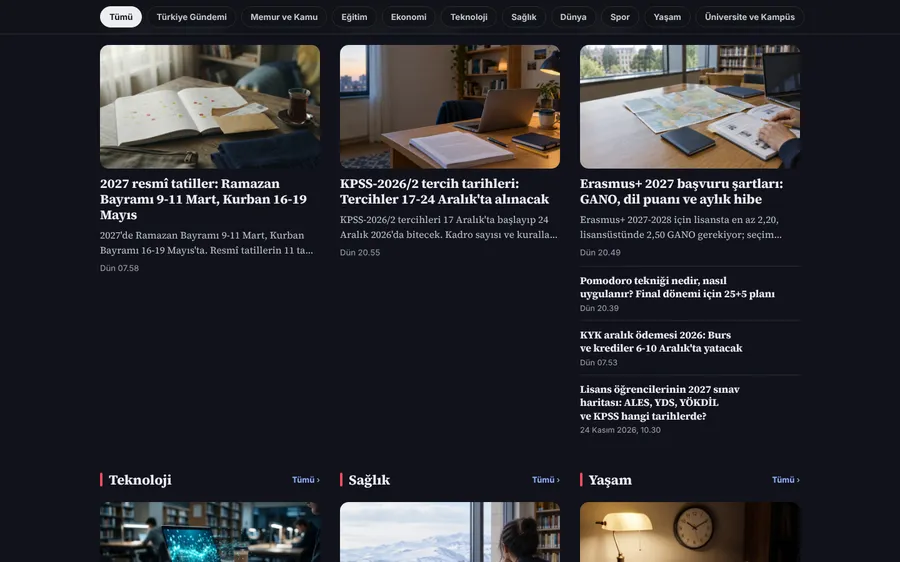 Tümü
Türkiye Gündemi
Memur ve Kamu
Eğitim
Ekonomi
Teknoloji
Sağlık
Dünya
Spor
Yaşam
Üniversite ve Kampüs
2027 resmî tatiller: Ramazan
Bayramı 9-11 Mart, Kurban 16-19
Mayıs
2027'de Ramazan Bayramı 9-11 Mart, Kurban
Bayramı 16-19 Mayıs'ta. Resmî tatillerin 11 ta...
Dün 07.58
KPSS-2026/2 tercih tarihleri:
Tercihler 17-24 Aralık'ta alınacak
KPSS-2026/2 tercihleri 17 Aralık'ta başlayıp 24
Aralık 2026'da bitecek. Kadro sayısı ve kuralla...
Dün 20.55
Erasmus+ 2027 başvuru şartları:
GANO, dil puanı ve aylık hibe
Erasmus+ 2027-2028 için lisansta en az 2,20,
lisansüstünde 2,50 GANO gerekiyor; seçim...
Dün 20.49
Pomodoro tekniği nedir, nasıl
uygulanır? Final dönemi için 25+5 planı
Dün 20.39
KYK aralık ödemesi 2026: Burs
ve krediler 6-10 Aralık'ta yatacak
Dün 07.53
Lisans öğrencilerinin 2027 sınav
haritası: ALES, YDS, YÖKDİL
ve KPSS hangi tarihlerde?
24 Kasım 2026, 10.30
Teknoloji
Tümü ›
Sağlık
Tümü ›
Yaşam
Tümü ›